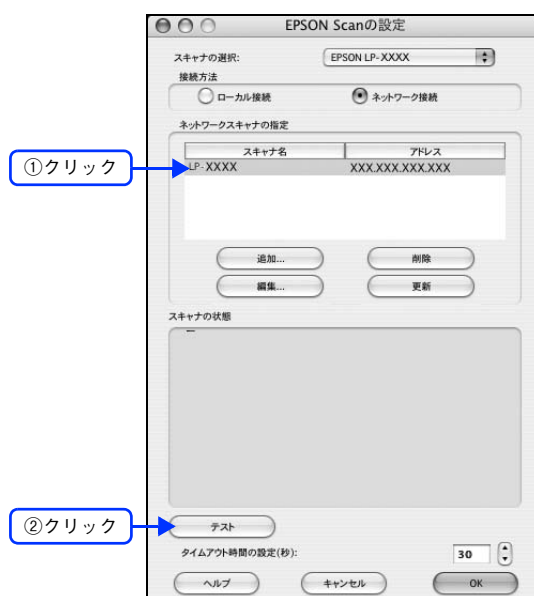 EPSON Scanの設定
スキャナの選択: EPSON LP-XXXX
接続方法
ローカル接続 ネットワーク接続
ネットワークスキャナの指定
スキャナ名 アドレス
①クリック
LP-XXXX XXX.XXX.XXX.XXX
追加... 削除
編集... 更新
スキャナの状態
②クリック
テスト
タイムアウト時間の設定(秒): 30
ヘルプ キャンセル OK